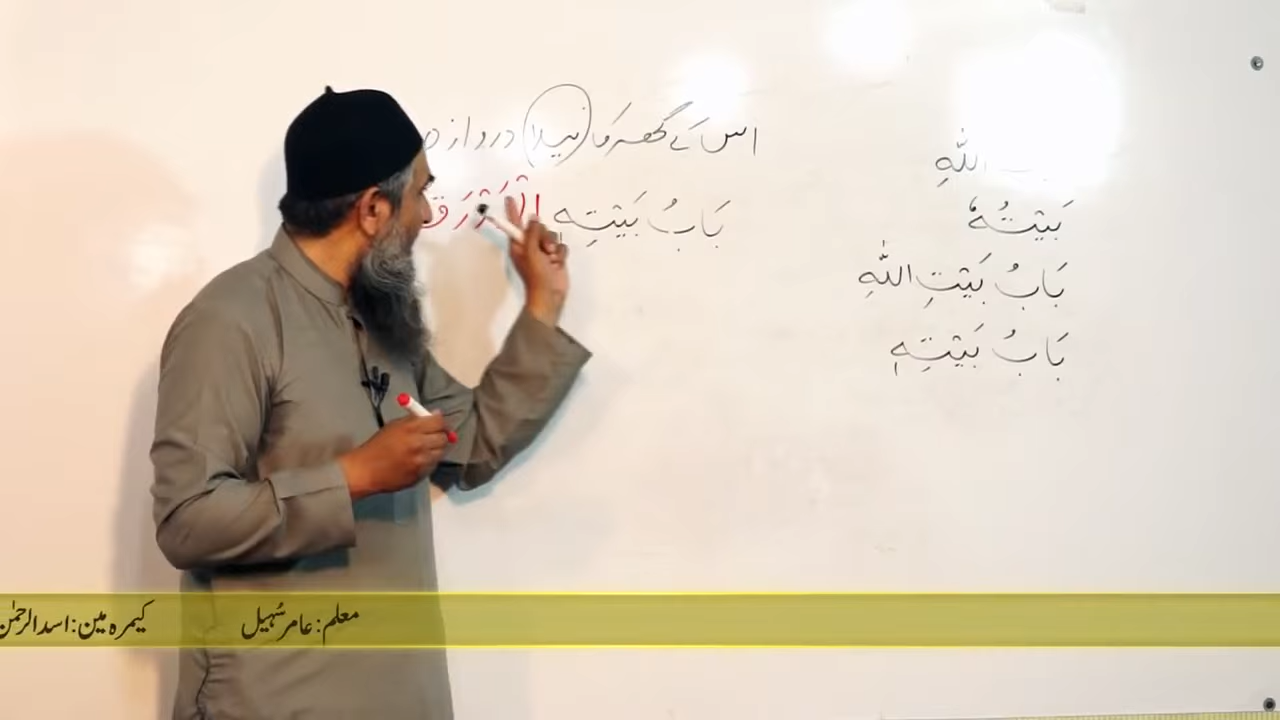 اللّٰهِ
بَيْتُهٗ
بَابُ بَيْتِ اللّٰهِ
بَابُ بَيْتِهٖ
اس کے گھر کا (نیلا) دروازہ
بَابُ بَيْتِهٖ الْاَزْرَق
معلم: عامر سُہیل کیمرہ مین: اسد الرحمٰن